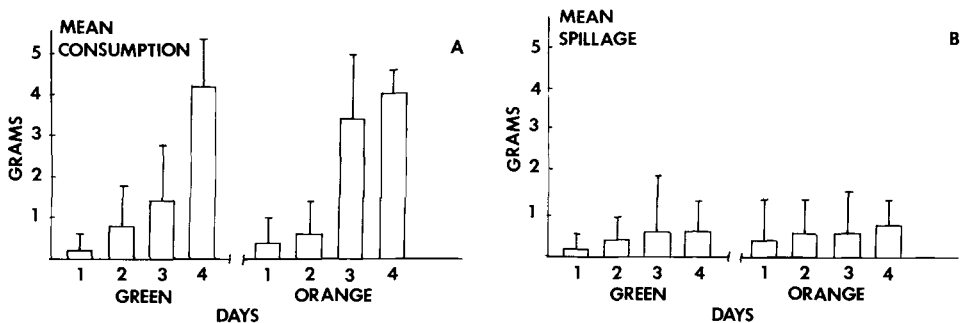 MEAN
CONSUMPTION
A
GRAMS
5
4
3
2
1
1 2 3 4 1 2 3 4
GREEN ORANGE
DAYS
MEAN
SPILLAGE
B
GRAMS
5
4
3
2
1
1 2 3 4 1 2 3 4
GREEN ORANGE
DAYS